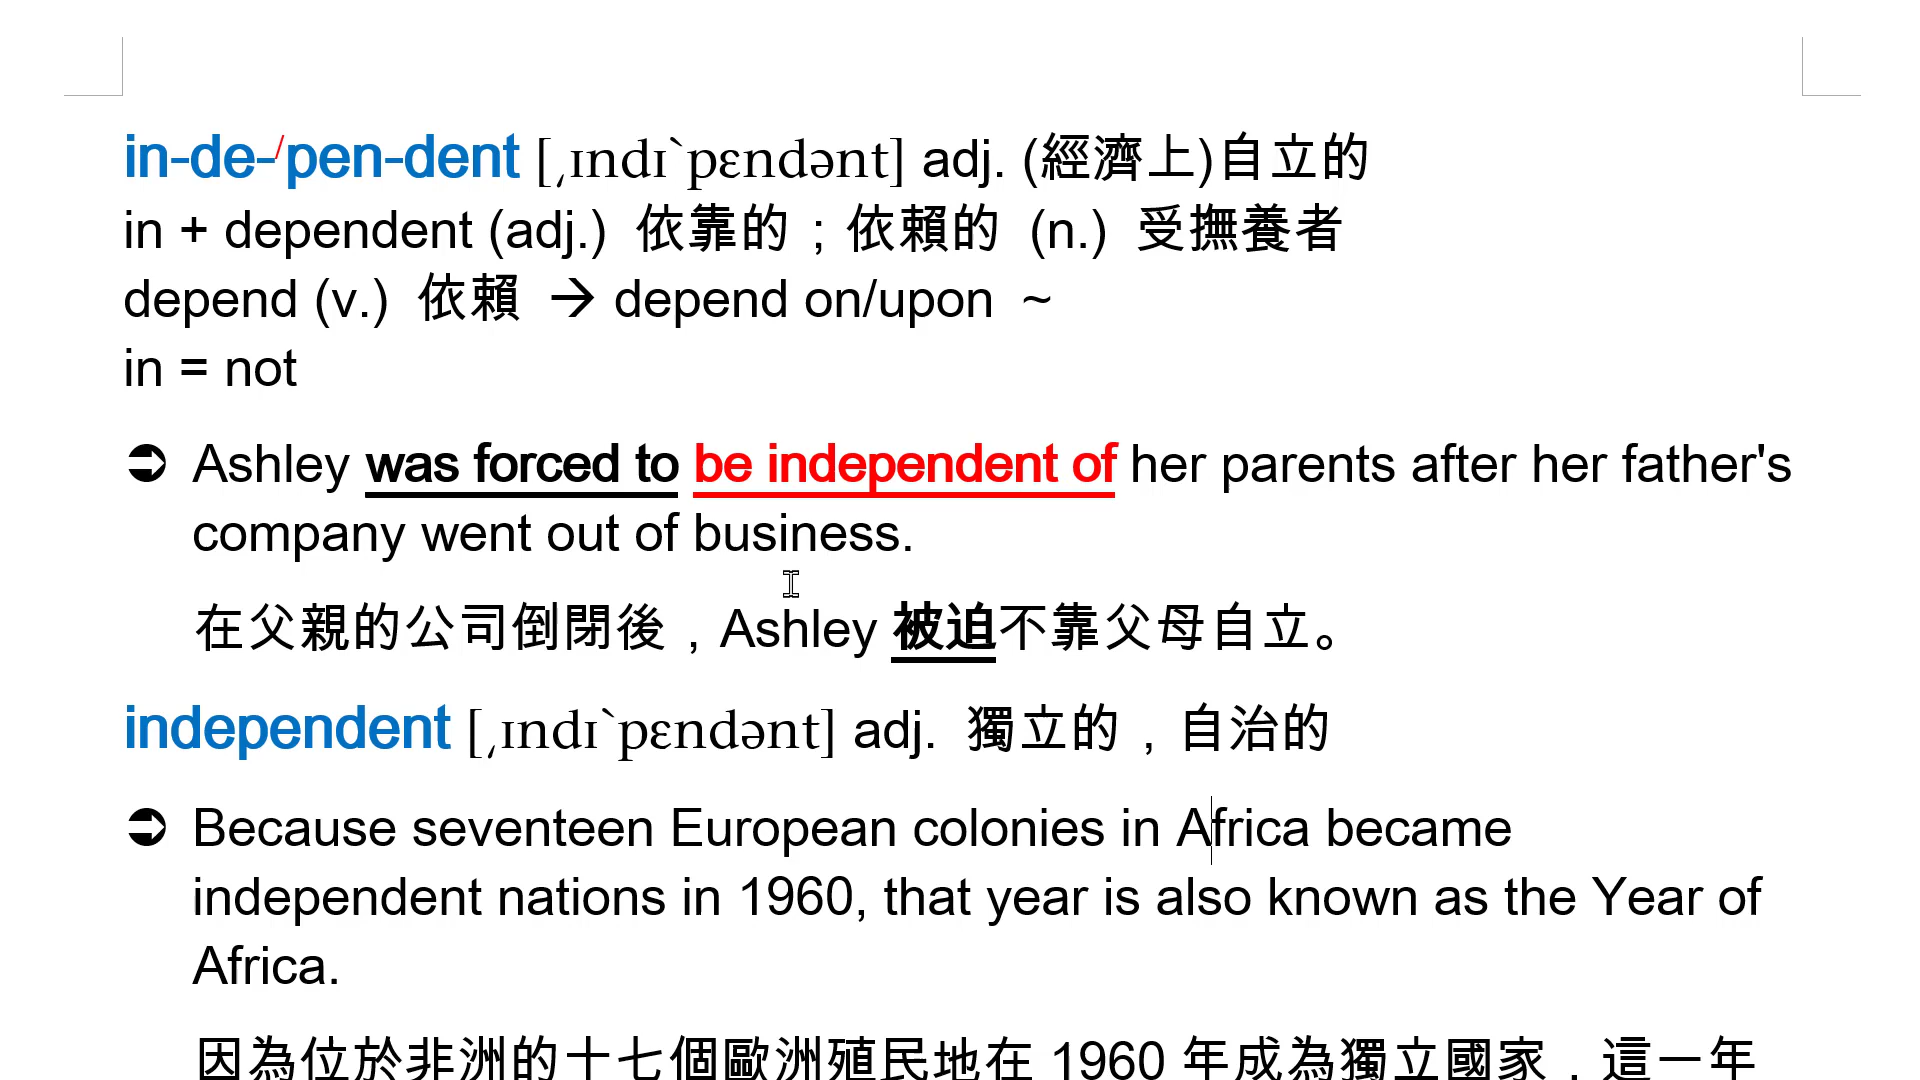 in-de-/pen-dent [͵ɪndɪˋpɛndənt] adj. (經濟上)自立的
in + dependent (adj.) 依靠的；依賴的 (n.) 受撫養者
depend (v.) 依賴 → depend on/upon ~
in = not
➲ Ashley was forced to be independent of her parents after her father's
company went out of business.
在父親的公司倒閉後，Ashley 被迫不靠父母自立。
independent [͵ɪndɪˋpɛndənt] adj. 獨立的，自治的
➲ Because seventeen European colonies in Africa became
independent nations in 1960, that year is also known as the Year of
Africa.
因為位於非洲的十七個歐洲殖民地在 1960 年成為獨立國家，這一年